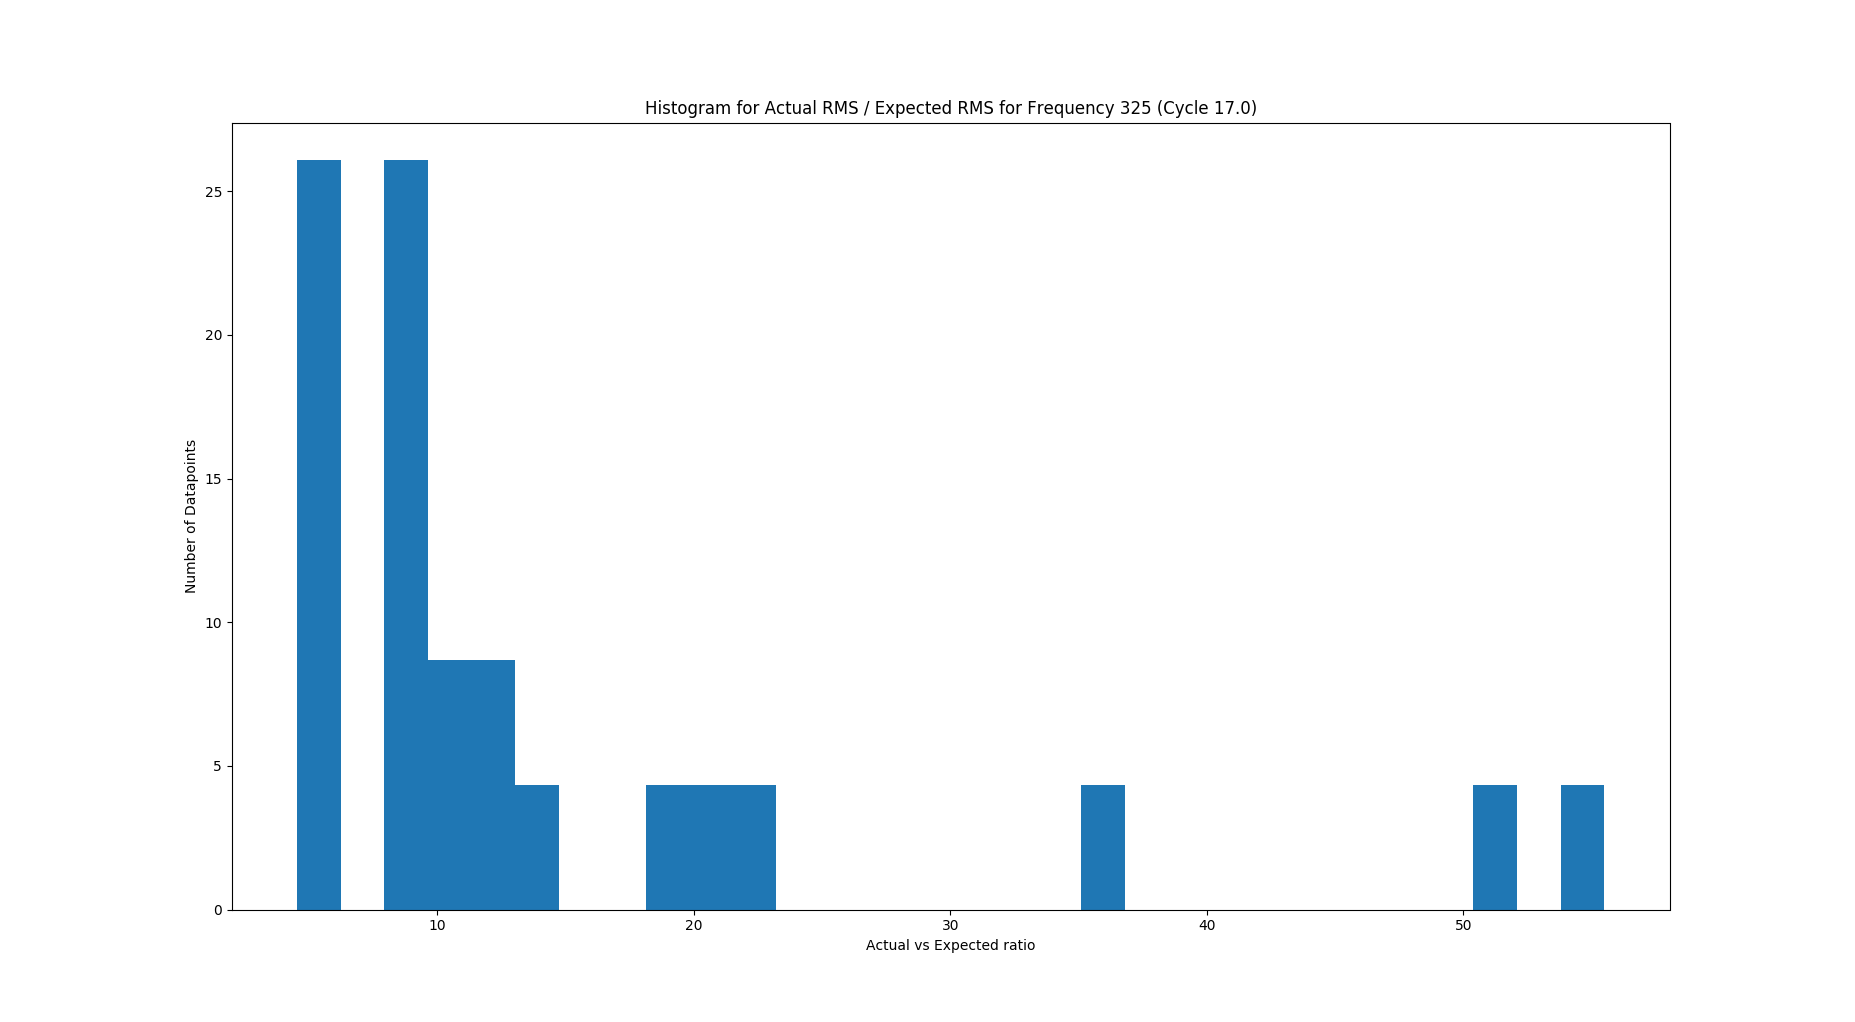 Histogram for Actual RMS / Expected RMS for Frequency 325 (Cycle 17.0)
Number of Datapoints
25
20
15
10
5
0
10 20 30 40 50
Actual vs Expected ratio